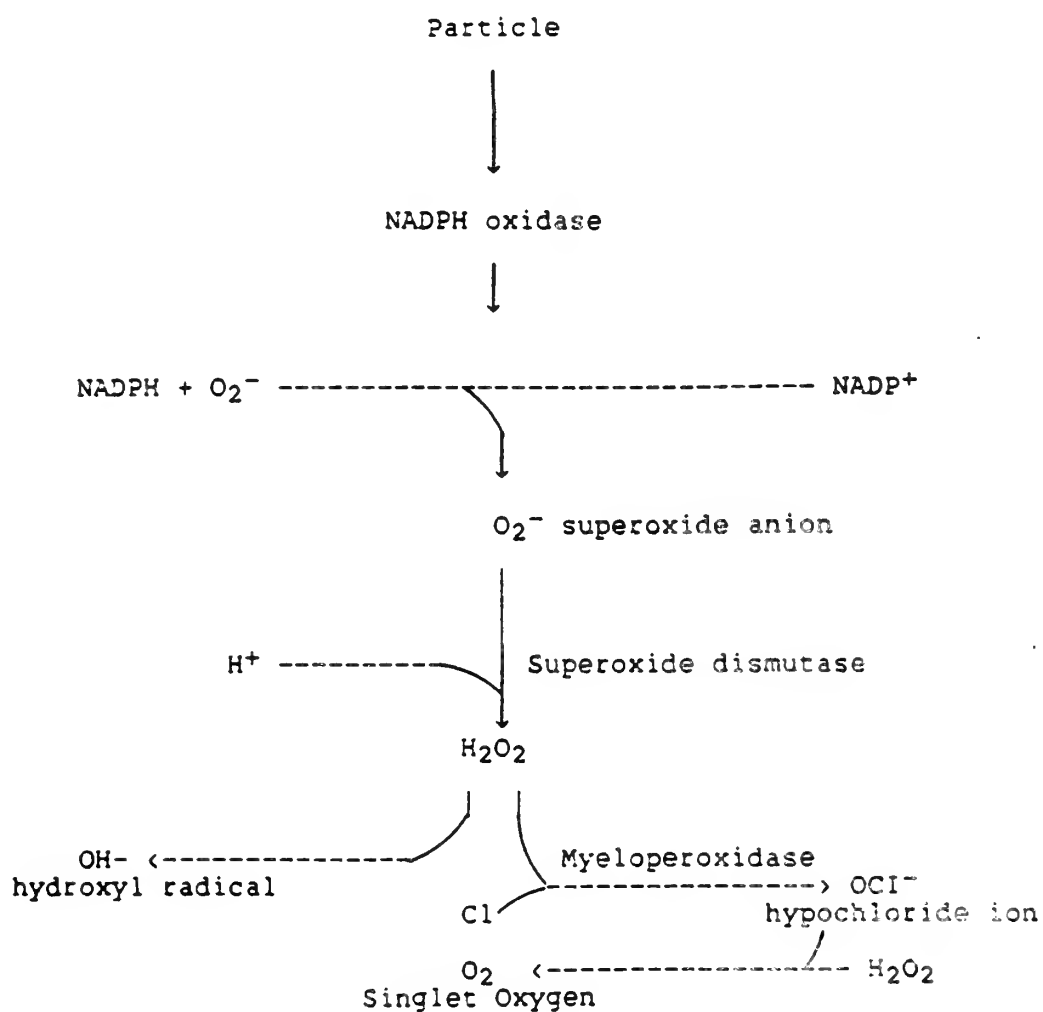 Particle
NADPH oxidase
NADPH + O₂⁻ NADP⁺
O₂⁻ superoxide anion
H⁺ Superoxide dismutase
H₂O₂
OH-
hydroxyl radical
Myeloperoxidase
OCI⁻
Cl
hypochloride ion
O₂ H₂O₂
Singlet Oxygen